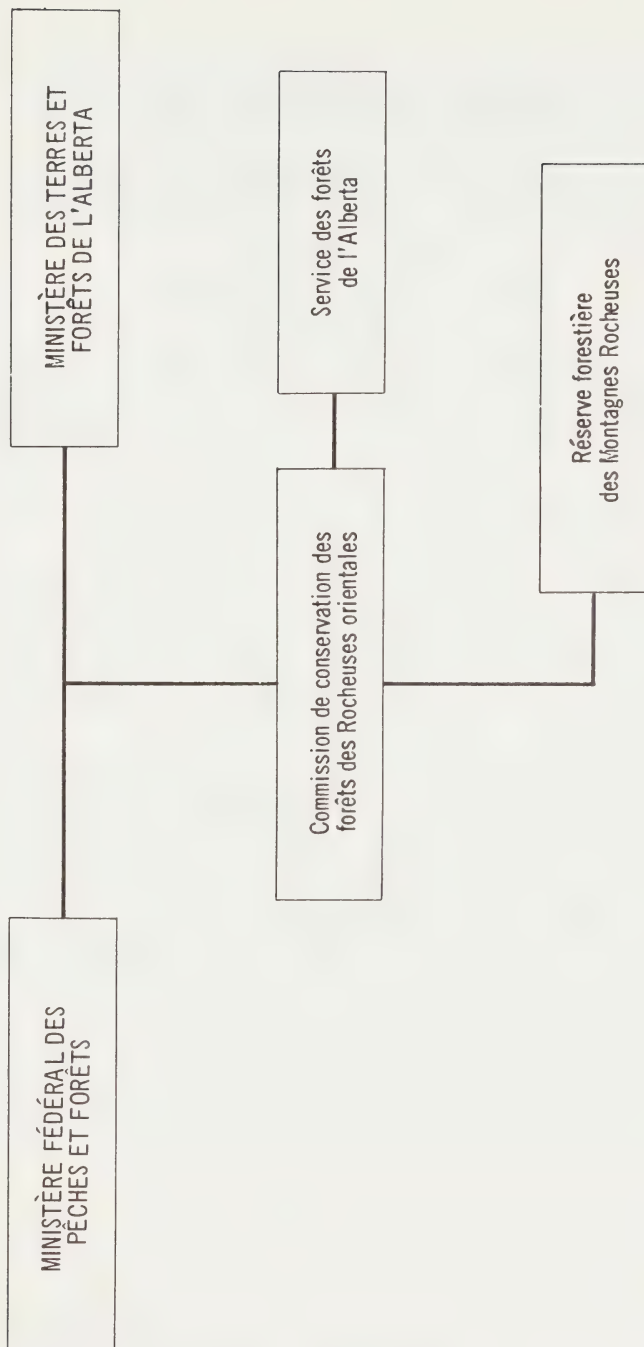 MINISTÈRE FÉDÉRAL DES
PÊCHES ET FORÊTS
MINISTÈRE DES TERRES ET
FORÊTS DE L'ALBERTA
Commission de conservation des
forêts des Rocheuses orientales
Service des forêts
de l'Alberta
Réserve forestière
des Montagnes Rocheuses